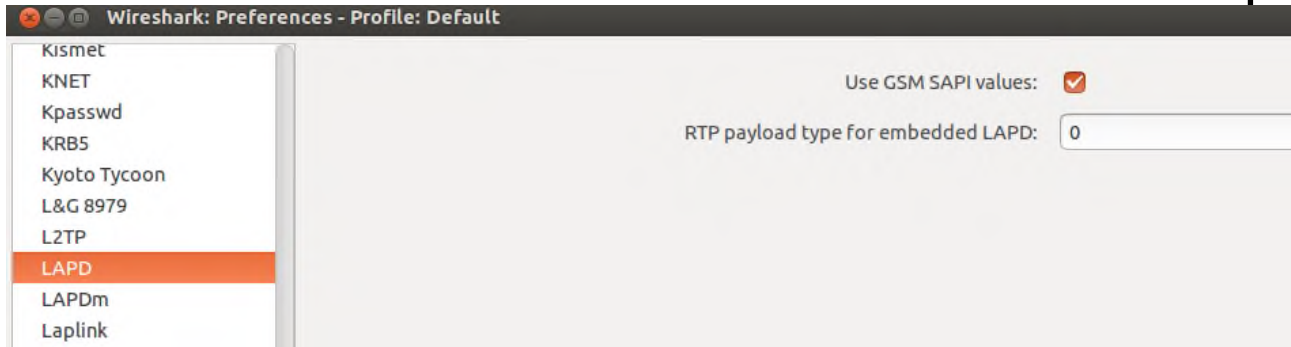 Wireshark: Preferences - Profile: Default
Kismet
KNET
Kpasswd
KRB5
Kyoto Tycoon
L&G 8979
L2TP
LAPD
LAPDm
Laplink
Use GSM SAPI values:
RTP payload type for embedded LAPD: 0